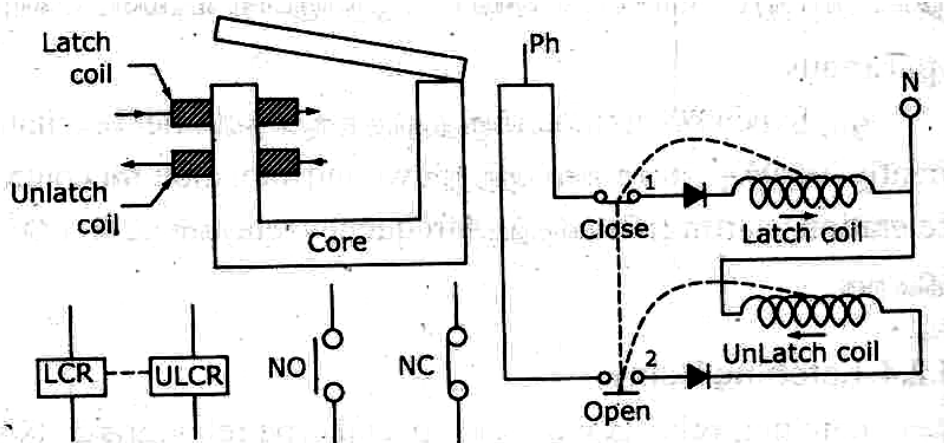 Latch
coil
Unlatch
coil
Core
LCR
ULCR
NO
NC
Ph
N
1
Close
Latch coil
UnLatch coil
2
Open